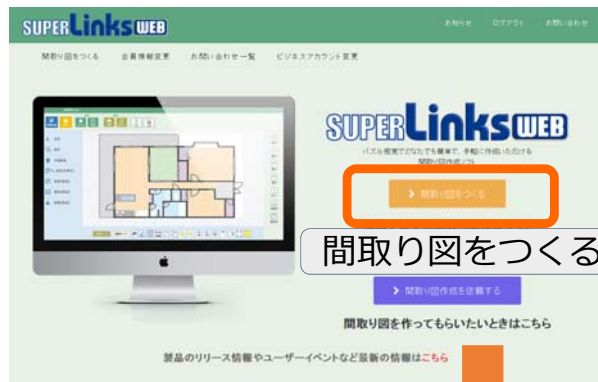 SUPER Links WEB
お知らせ ログアウト お問い合わせ
間取り図をつくる 会員情報変更 お問い合わせ一覧 ビジネスアカウント変更
SUPER Links WEB
パズル感覚でどなたでも簡単で、手軽に作成いただける
間取り図作成ソフト
> 間取り図をつくる
間取り図をつくる
> 間取り図作成を依頼する
間取り図を作ってもらいたいときはこちら
製品のリリース情報やユーザーイベントなど最新の情報はこちら